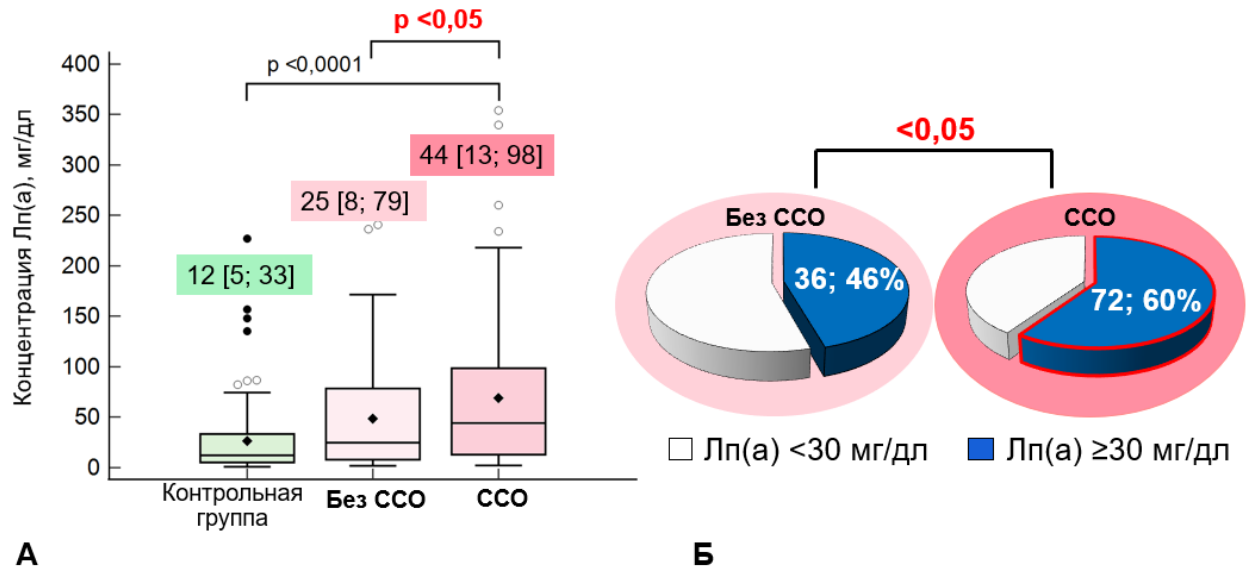 p <0,05
p <0,0001
Концентрация Лп(а), мг/дл
400
350
300
250
200
150
100
50
0
44 [13; 98]
25 [8; 79]
12 [5; 33]
Контрольная
группа
Без ССО
ССО
А
<0,05
Без ССО
36; 46%
ССО
72; 60%
Лп(а) <30 мг/дл
Лп(а) ≥30 мг/дл
Б